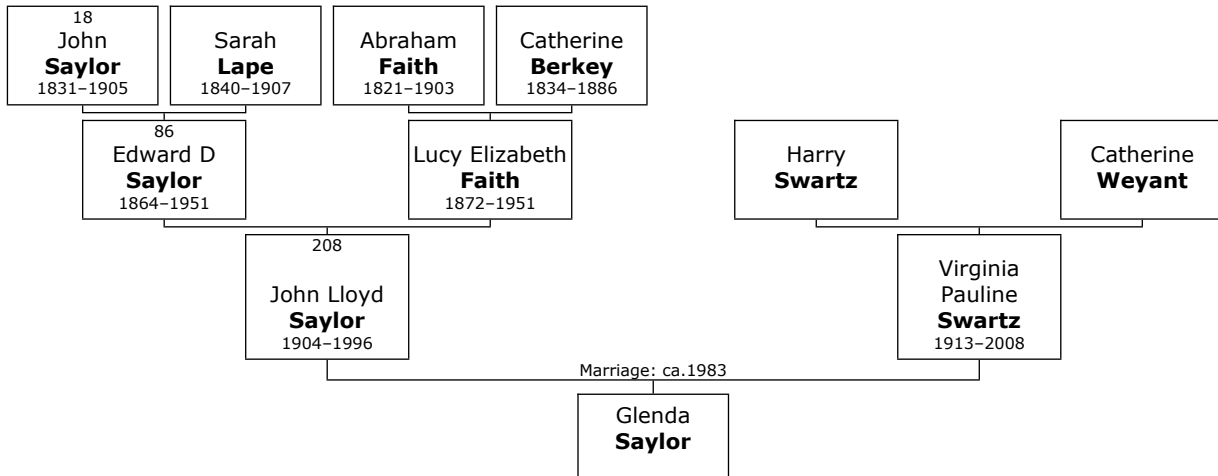 18
John
Saylor
1831–1905
Sarah
Lape
1840–1907
Abraham
Faith
1821–1903
Catherine
Berkey
1834–1886
86
Edward D
Saylor
1864–1951
Lucy Elizabeth
Faith
1872–1951
Harry
Swartz
Catherine
Weyant
208
John Lloyd
Saylor
1904–1996
Virginia
Pauline
Swartz
1913–2008
Marriage: ca.1983
Glenda
Saylor